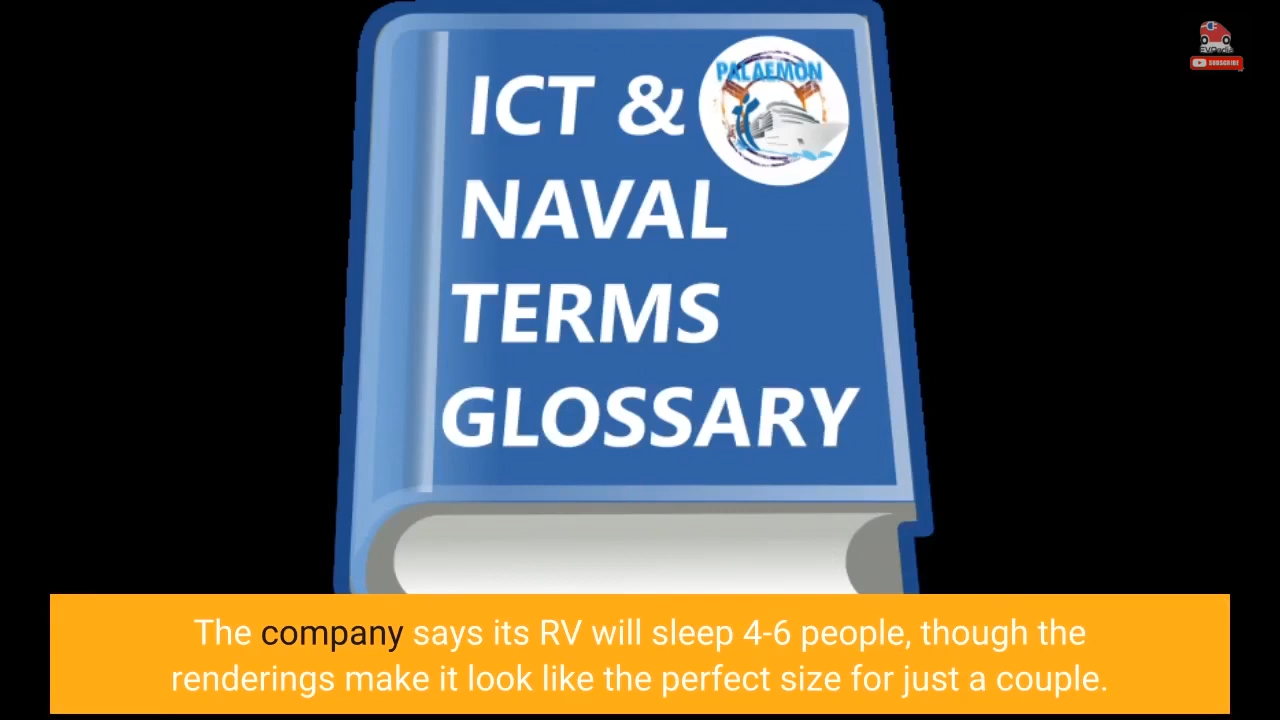 ICT &
PALAEMON
NAVAL
TERMS
GLOSSARY
SUBSCRIBE
The company says its RV will sleep 4-6 people, though the
renderings make it look like the perfect size for just a couple.